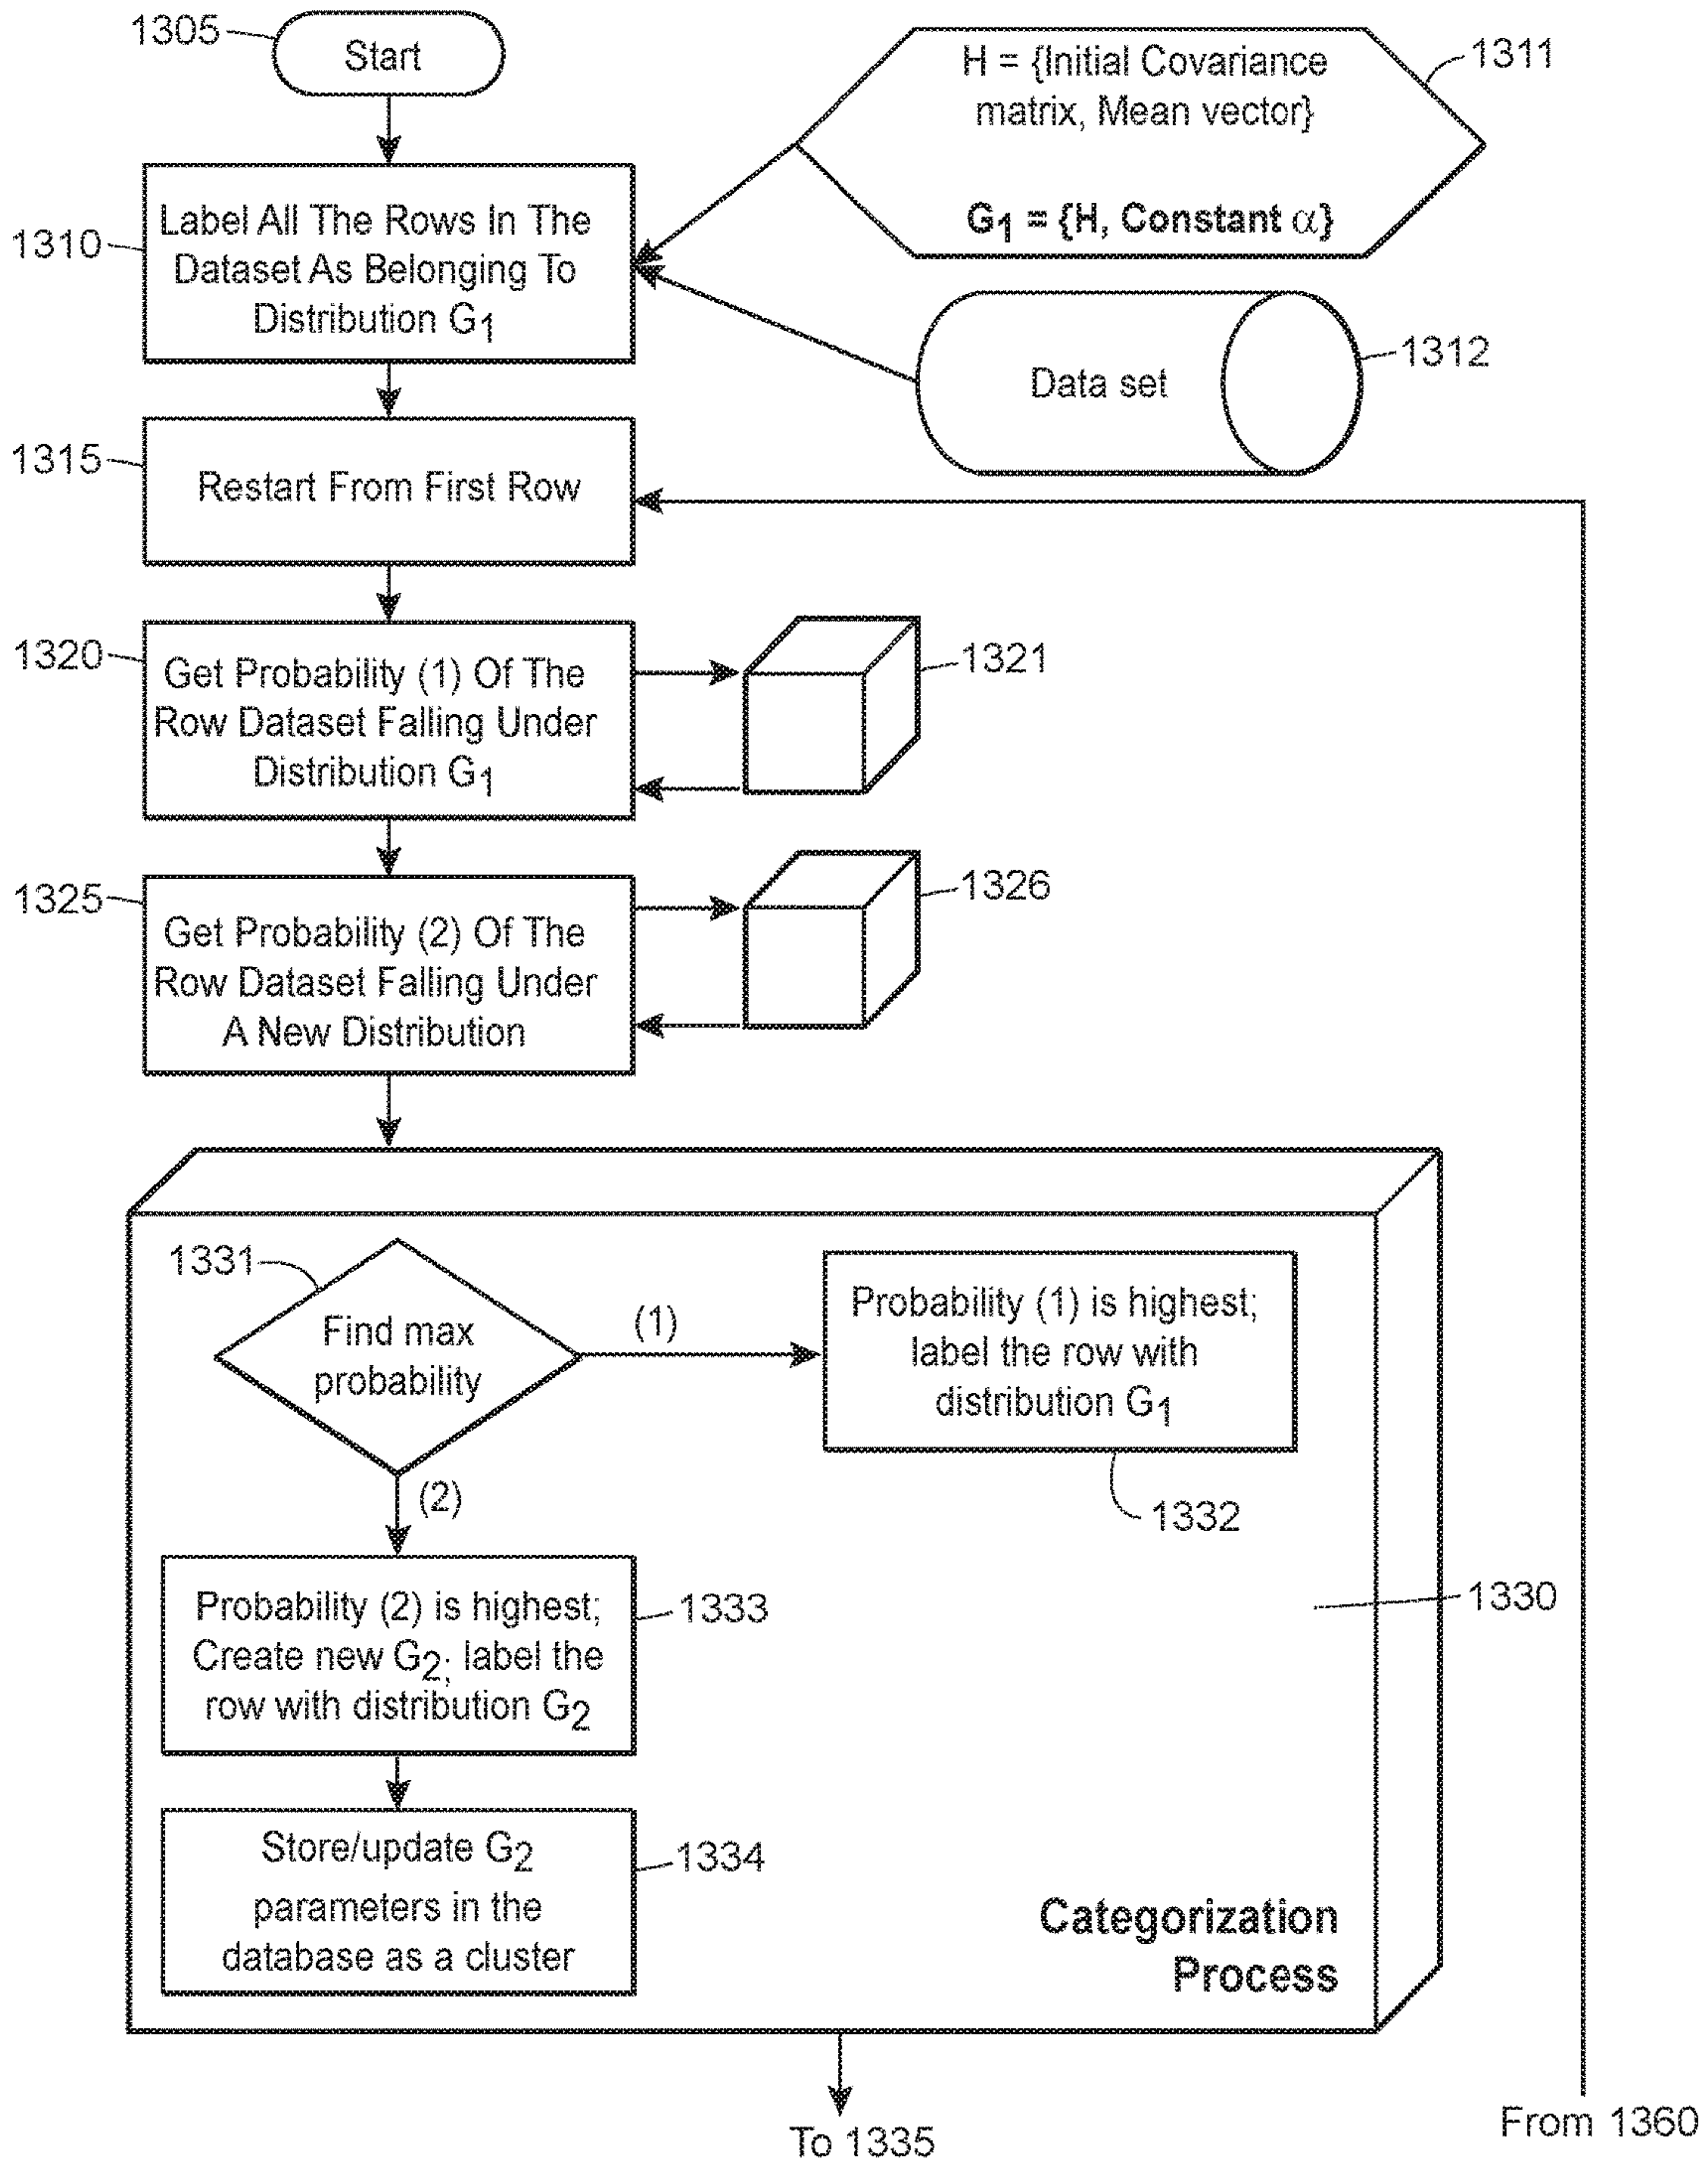 1305
Start
H = {Initial Covariance
matrix, Mean vector}
G1 = {H, Constant α}
1311
1310
Label All The Rows In The
Dataset As Belonging To
Distribution G1
Data set
1312
1315
Restart From First Row
1320
Get Probability (1) Of The
Row Dataset Falling Under
Distribution G1
1321
1325
Get Probability (2) Of The
Row Dataset Falling Under
A New Distribution
1326
1331
Find max
probability
(1)
Probability (1) is highest;
label the row with
distribution G1
1332
(2)
Probability (2) is highest;
Create new G2; label the
row with distribution G2
1333
1330
Store/update G2
parameters in the
database as a cluster
1334
Categorization
Process
To 1335
From 1360